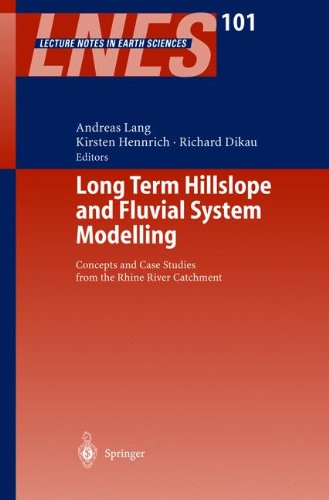 LNES 101
LECTURE NOTES IN EARTH SCIENCES
Andreas Lang
Kirsten Hennrich · Richard Dikau
Editors
Long Term Hillslope
and Fluvial System
Modelling
Concepts and Case Studies
from the Rhine River Catchment
Springer